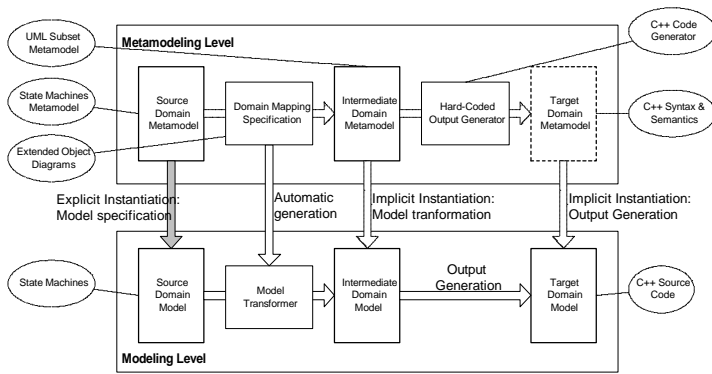 UML Subset
Metamodel
C++ Code
Generator
Metamodeling Level
State Machines
Metamodel
Source
Domain
Metamodel
Domain Mapping
Specification
Intermediate
Domain
Metamodel
Hard-Coded
Output Generator
Target
Domain
Metamodel
C++ Syntax &
Semantics
Extended Object
Diagrams
Explicit Instantiation:
Model specification
Automatic
generation
Implicit Instantiation:
Model tranformation
Implicit Instantiation:
Output Generation
State Machines
Source
Domain
Model
Model
Transformer
Intermediate
Domain
Model
Output
Generation
Target
Domain
Model
C++ Source
Code
Modeling Level